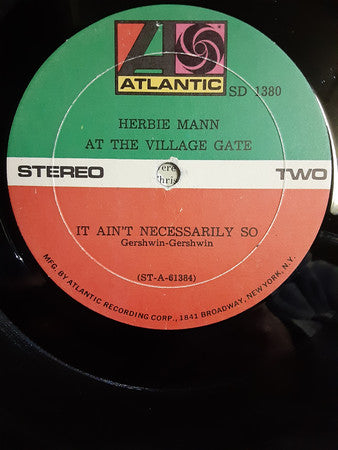 ATLANTIC
SD 1380
HERBIE MANN
AT THE VILLAGE GATE
STEREO TWO
IT AIN'T NECESSARILY SO
Gershwin-Gershwin
(ST-A-61384)
MFG. BY ATLANTIC RECORDING CORP., 1841 BROADWAY, NEW YORK, N.Y.